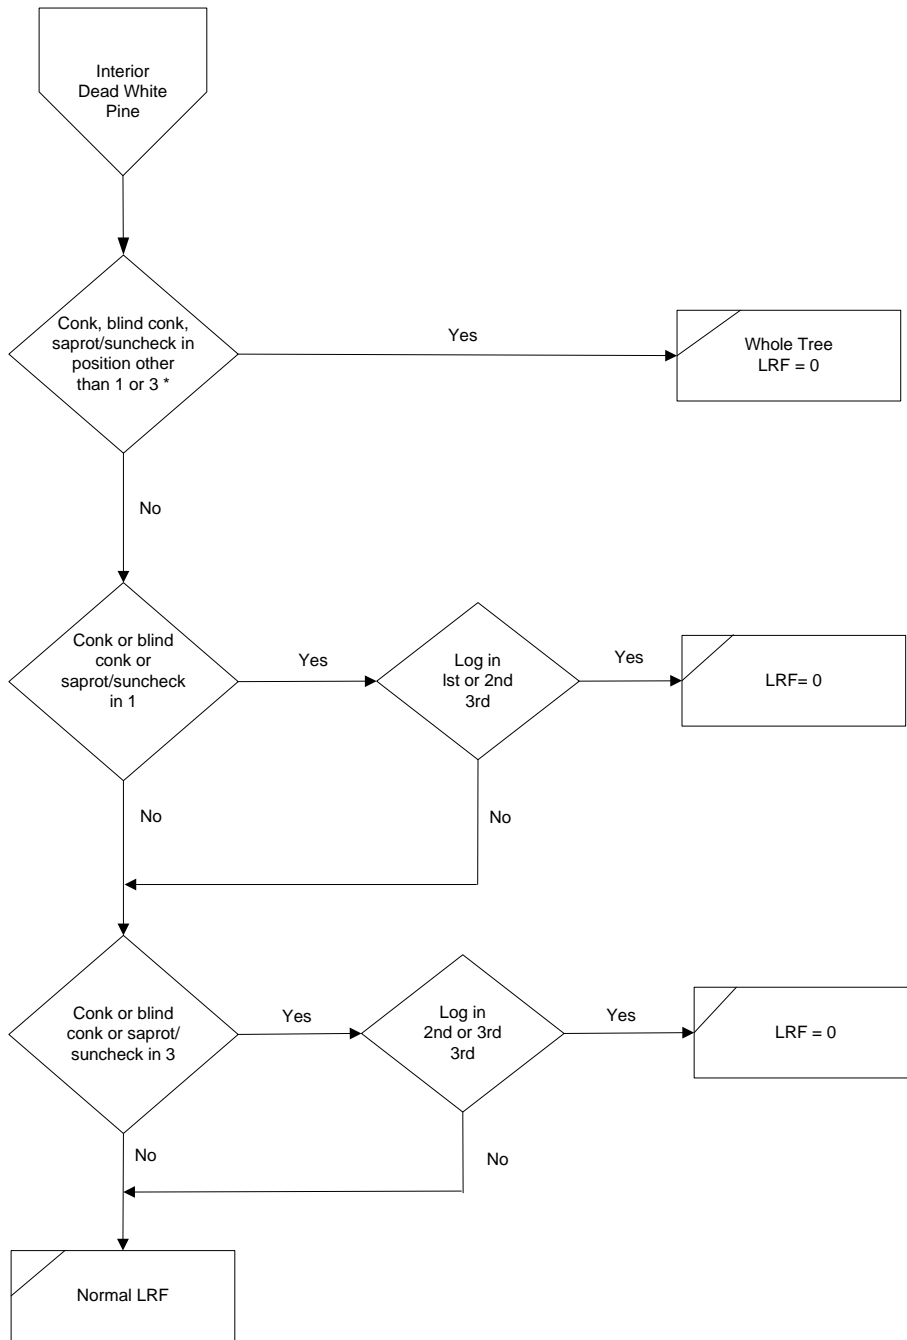 Interior
Dead White
Pine
Conk, blind conk,
saprot/suncheck in
position other
than 1 or 3 *
Yes
Whole Tree
LRF = 0
No
Conk or blind
conk or
saprot/suncheck
in 1
Yes
Log in
Ist or 2nd
3rd
Yes
LRF= 0
No
No
Conk or blind
conk or saprot/
suncheck in 3
Yes
Log in
2nd or 3rd
3rd
Yes
LRF = 0
No
No
Normal LRF